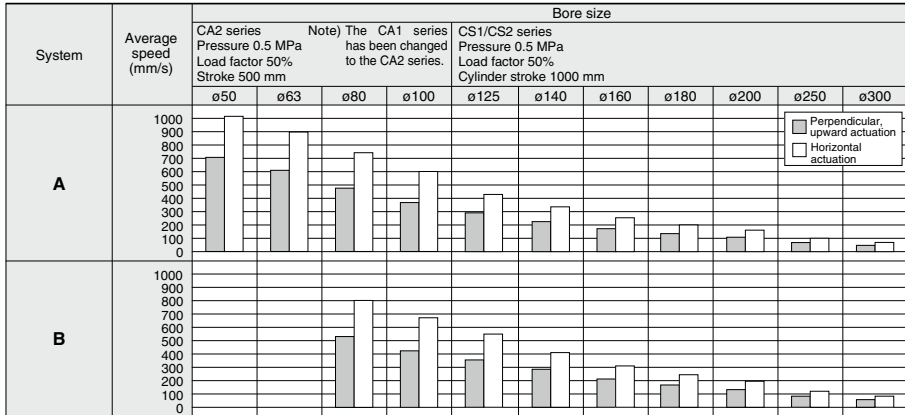 Bore size
System
Average
speed
(mm/s)
CA2 series Note) The CA1 series
Pressure 0.5 MPa has been changed
Load factor 50% to the CA2 series.
Stroke 500 mm
CS1/CS2 series
Pressure 0.5 MPa
Load factor 50%
Cylinder stroke 1000 mm
ø50 ø63 ø80 ø100 ø125 ø140 ø160 ø180 ø200 ø250 ø300
A
1000
900
800
700
600
500
400
300
200
100
0
Perpendicular,
upward actuation
Horizontal
actuation
B
1000
900
800
700
600
500
400
300
200
100
0